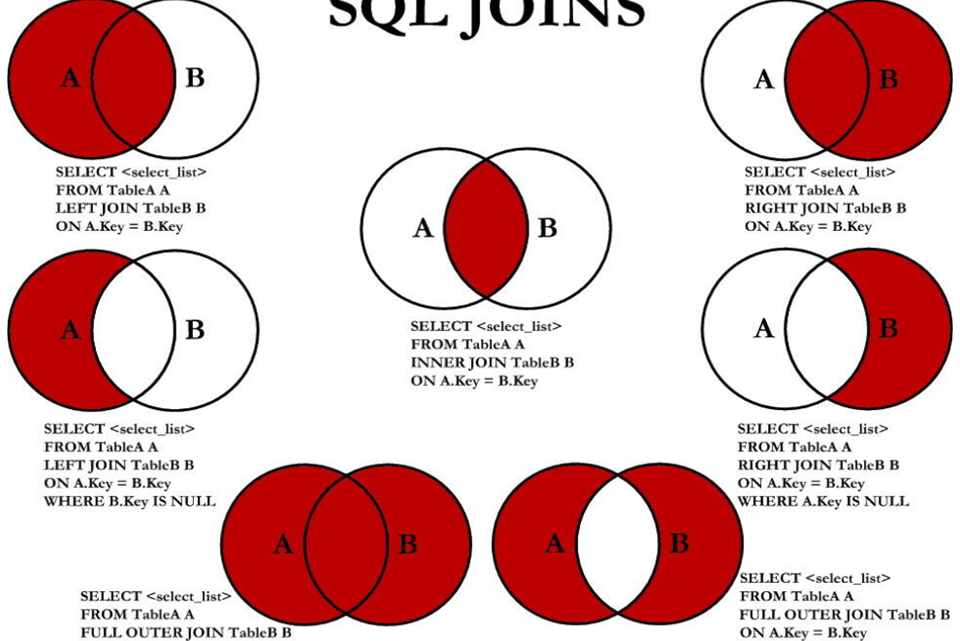 SQL JOINS
A
B
SELECT <select_list>
FROM TableA A
LEFT JOIN TableB B
ON A.Key = B.Key
A
B
SELECT <select_list>
FROM TableA A
RIGHT JOIN TableB B
ON A.Key = B.Key
A
B
SELECT <select_list>
FROM TableA A
INNER JOIN TableB B
ON A.Key = B.Key
A
B
SELECT <select_list>
FROM TableA A
LEFT JOIN TableB B
ON A.Key = B.Key
WHERE B.Key IS NULL
A
B
SELECT <select_list>
FROM TableA A
RIGHT JOIN TableB B
ON A.Key = B.Key
WHERE A.Key IS NULL
A
B
SELECT <select_list>
FROM TableA A
FULL OUTER JOIN TableB B
A
B
SELECT <select_list>
FROM TableA A
FULL OUTER JOIN TableB B
ON A.Key = B.Key